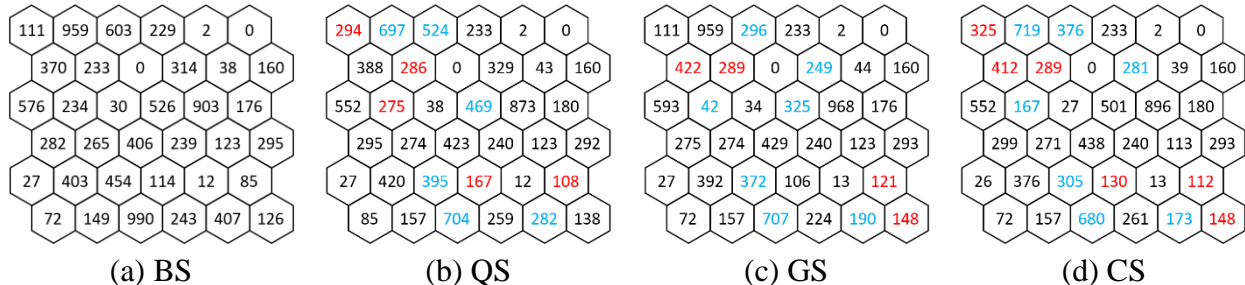 111 959 603 229 2 0 294 697 524 233 2 0 111 959 296 233 2 0 325 719 376 233 2 0
370 233 0 314 38 160 388 286 0 329 43 160 422 289 0 249 44 160 412 289 0 281 39 160
576 234 30 526 903 176 552 275 38 469 873 180 593 42 34 325 968 176 552 167 27 501 896 180
282 265 406 239 123 295 295 274 423 240 123 292 275 274 429 240 123 293 299 271 438 240 113 293
27 403 454 114 12 85 27 420 395 167 12 108 27 392 372 106 13 121 26 376 305 130 13 112
72 149 990 243 407 126 85 157 704 259 282 138 72 157 707 224 190 148 72 157 680 261 173 148
(a) BS (b) QS (c) GS (d) CS